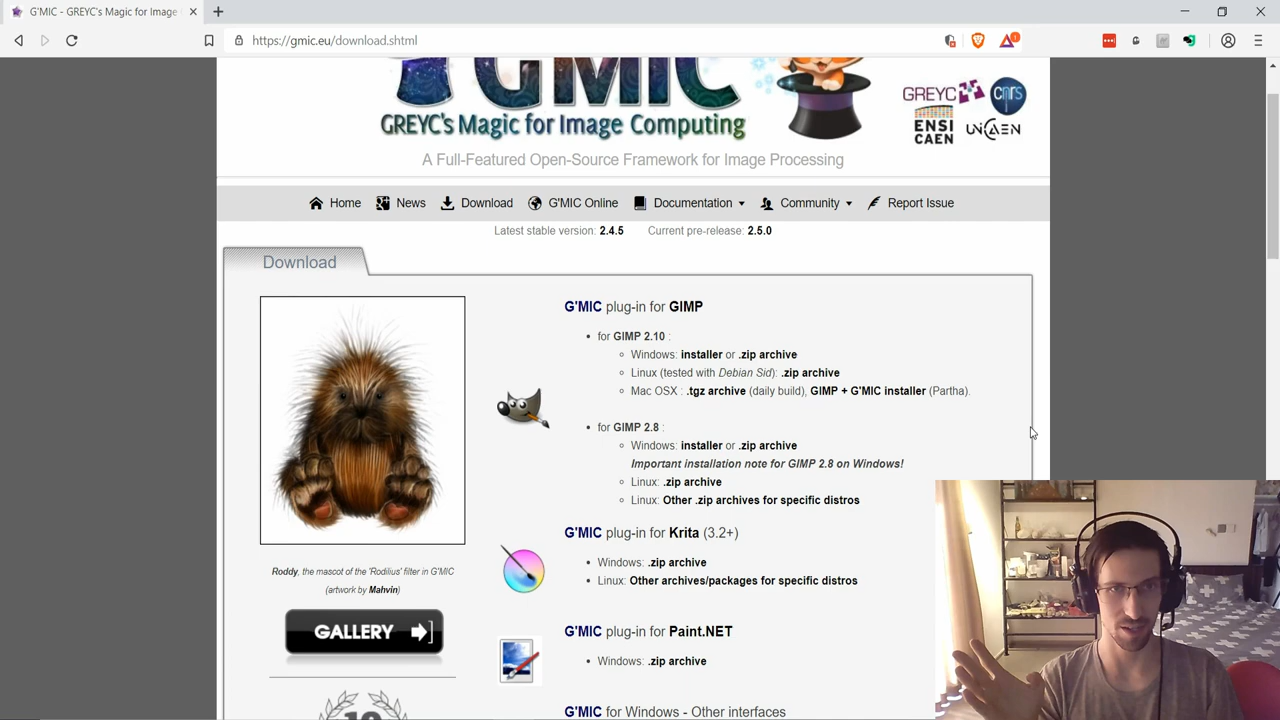 G'MIC - GREYC's Magic for Image
https://gmic.eu/download.shtml
G'MIC
GREYC's Magic for Image Computing
GREYC
cnrs
ENSI
CAEN
UNICAEN
A Full-Featured Open-Source Framework for Image Processing
Home News Download G'MIC Online Documentation Community Report Issue
Latest stable version: 2.4.5 Current pre-release: 2.5.0
Download
G'MIC plug-in for GIMP
for GIMP 2.10 :
Windows: installer or .zip archive
Linux (tested with Debian Sid): .zip archive
Mac OSX : .tgz archive (daily build), GIMP + G'MIC installer (Partha).
for GIMP 2.8 :
Windows: installer or .zip archive
Important installation note for GIMP 2.8 on Windows!
Linux: .zip archive
Linux: Other .zip archives for specific distros
G'MIC plug-in for Krita (3.2+)
Windows: .zip archive
Linux: Other archives/packages for specific distros
Roddy, the mascot of the 'Rodilius' filter in G'MIC
(artwork by Mahvin)
GALLERY
G'MIC plug-in for Paint.NET
Windows: .zip archive
G'MIC for Windows - Other interfaces